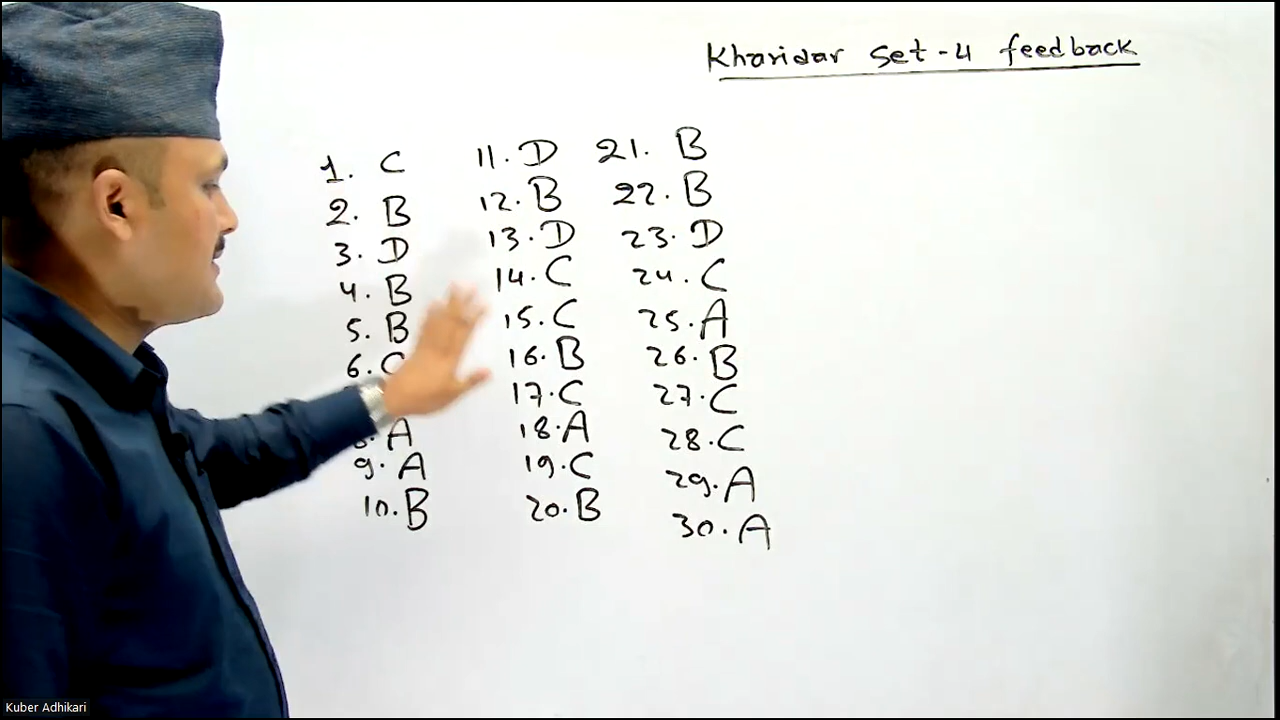 Kharidar set-4 feedback
1. C
2. B
3. D
4. B
5. B
6. C
A
9. A
10. B
11. D
12. B
13. D
14. C
15. C
16. B
17. C
18. A
19. C
20. B
21. B
22. B
23. D
24. C
25. A
26. B
27. C
28. C
29. A
30. A
Kuber Adhikari